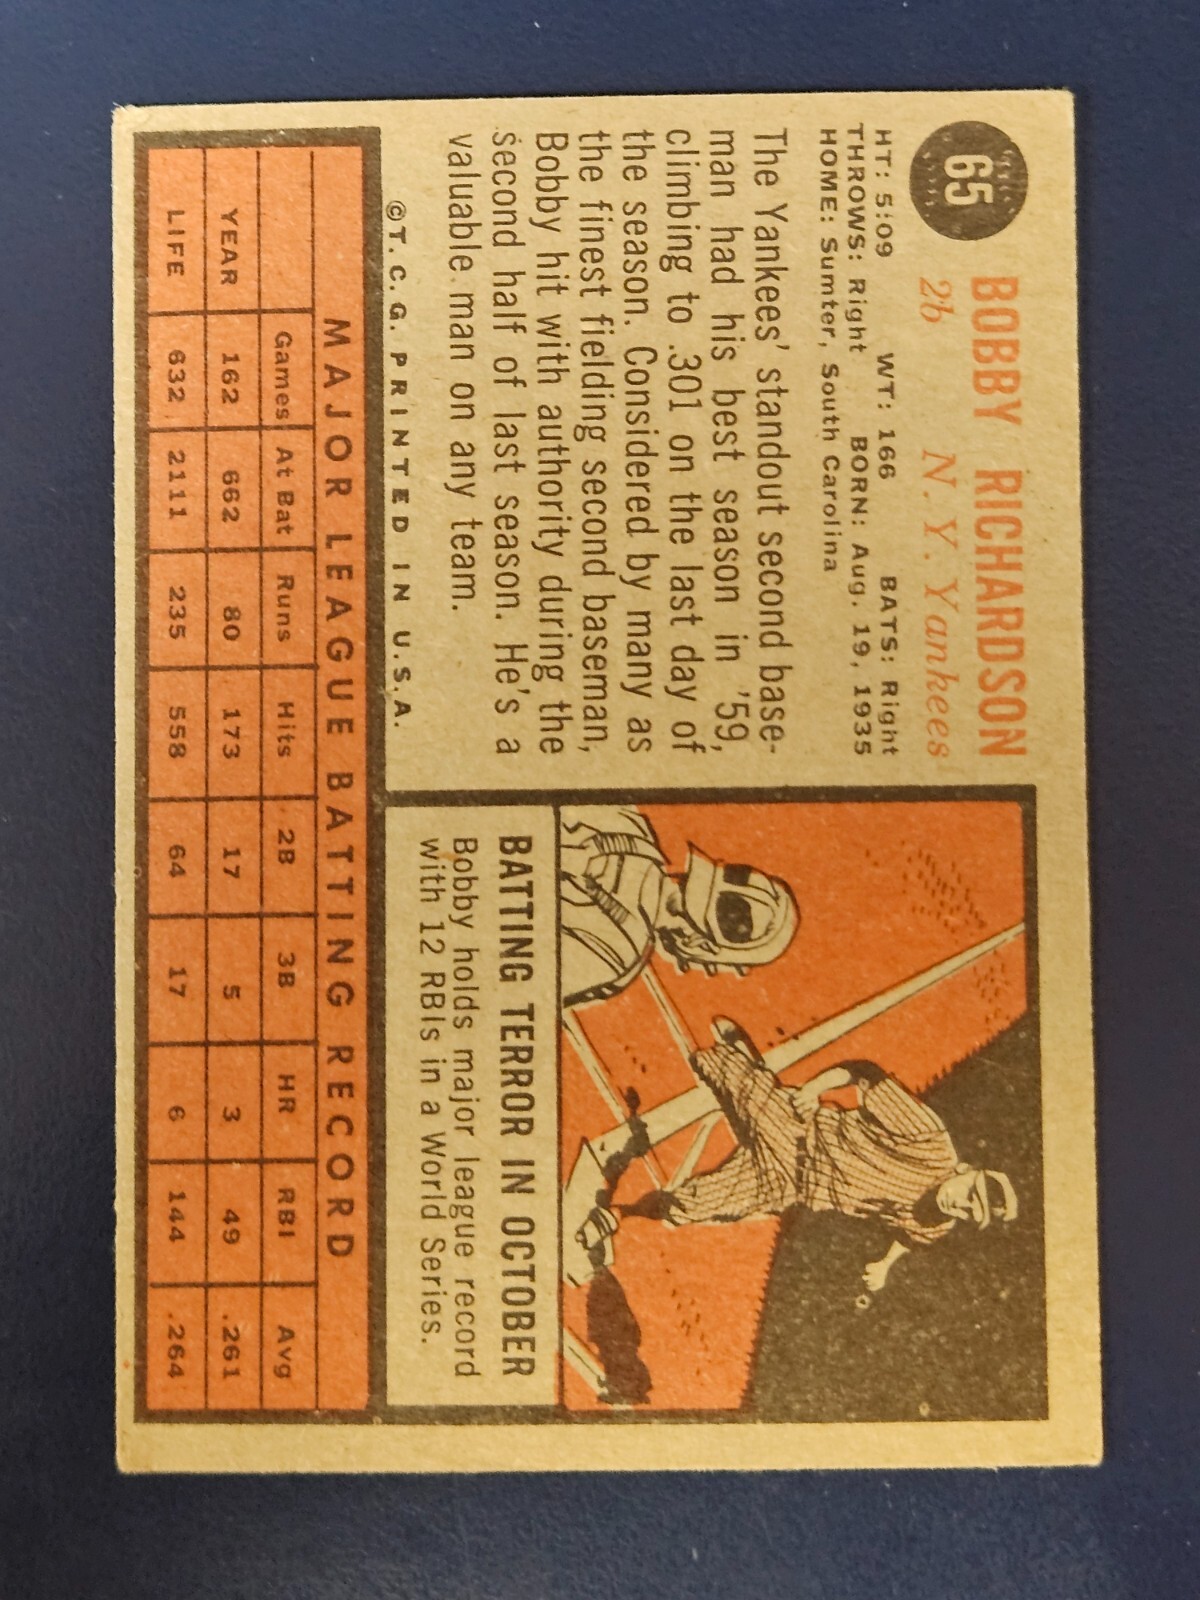 65
BOBBY RICHARDSON
2b N. Y. Yankees
HT: 5:09 WT: 166 BATS: Right
THROWS: Right BORN: Aug. 19, 1935
HOME: Sumter, South Carolina
The Yankees' standout second base-
man had his best season in '59,
climbing to .301 on the last day of
the season. Considered by many as
the finest fielding second baseman,
Bobby hit with authority during the
second half of last season. He's a
valuable man on any team.
©T.C.G. PRINTED IN U.S.A.
BATTING TERROR IN OCTOBER
Bobby holds major league record
with 12 RBIs in a World Series.
MAJOR LEAGUE BATTING RECORD
Games At Bat Runs Hits 2B 3B HR RBI Avg
YEAR 162 662 80 173 17 5 3 49 .261
LIFE 632 2111 235 558 64 17 6 144 .264